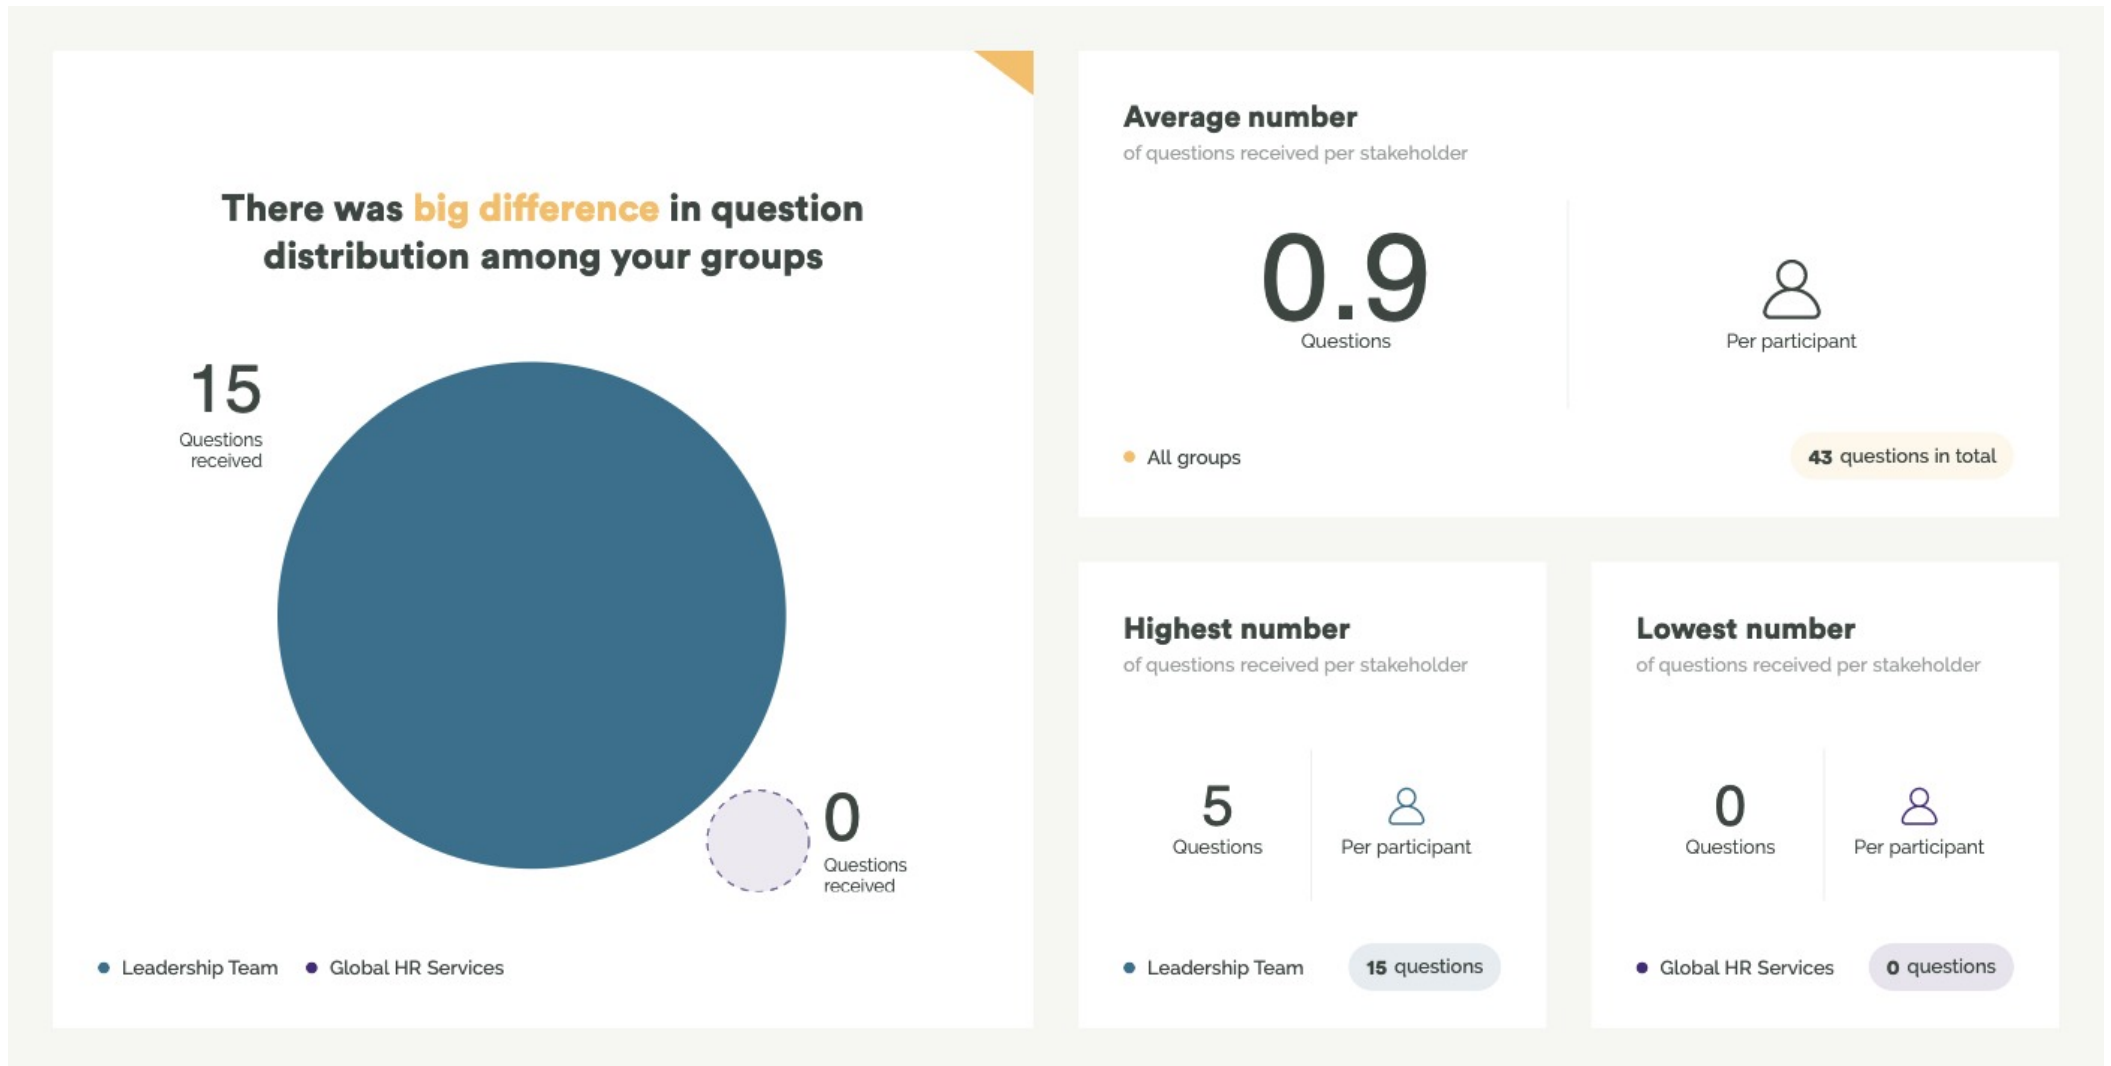 There was big difference in question
distribution among your groups
15
Questions
received
0
Questions
received
Leadership Team
Global HR Services
Average number
of questions received per stakeholder
0.9
Questions
Per participant
All groups
43 questions in total
Highest number
of questions received per stakeholder
5
Questions
Per participant
Leadership Team
15 questions
Lowest number
of questions received per stakeholder
0
Questions
Per participant
Global HR Services
0 questions